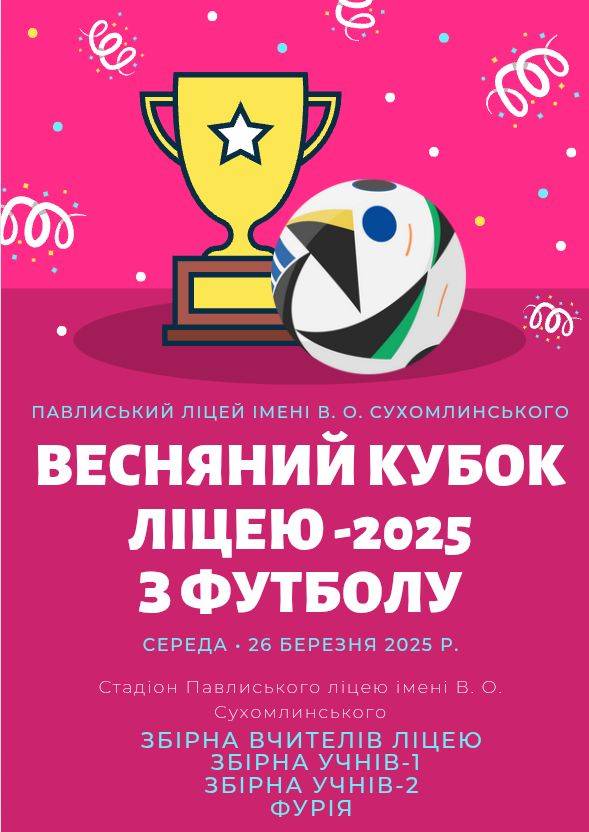 ПАВЛИСЬКИЙ ЛІЦЕЙ ІМЕНІ В. О. СУХОМЛИНСЬКОГО
ВЕСНЯНИЙ КУБОК
ЛІЦЕЮ -2025
З ФУТБОЛУ
СЕРЕДА • 26 БЕРЕЗНЯ 2025 Р.
Стадіон Павлиського ліцею імені В. О.
Сухомлинського
ЗБІРНА ВЧИТЕЛІВ ЛІЦЕЮ
ЗБІРНА УЧНІВ-1
ЗБІРНА УЧНІВ-2
ФУРІЯ